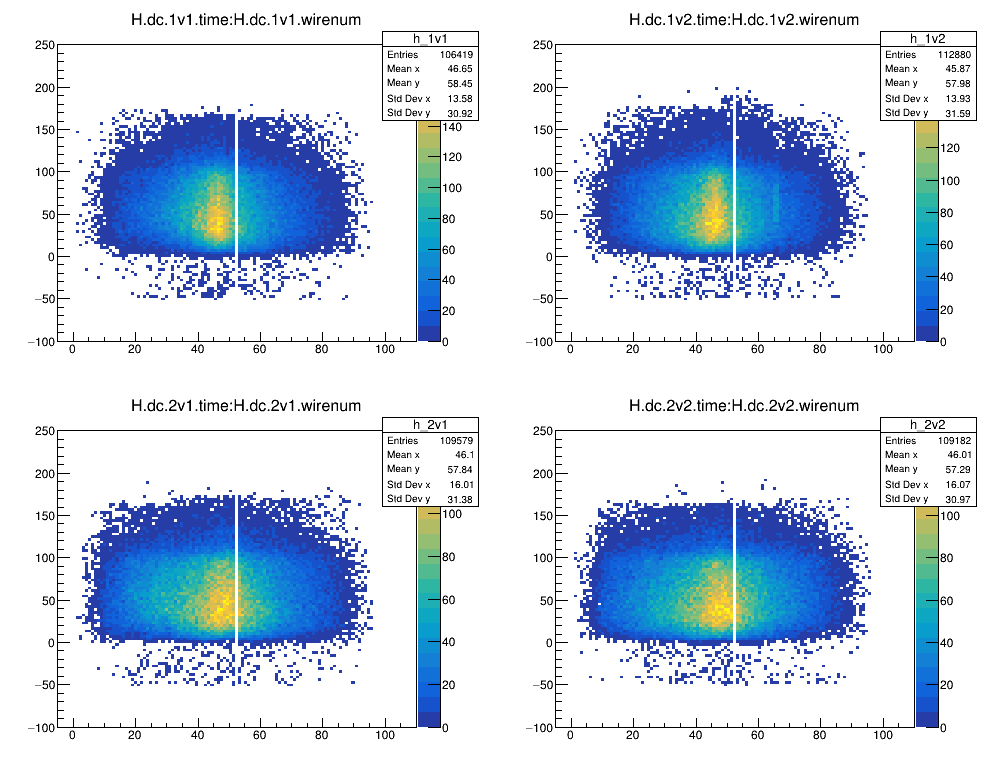 H.dc.1v1.time:H.dc.1v1.wirenum
h_1v1
Entries 106419
Mean x 46.65
Mean y 58.45
Std Dev x 13.58
Std Dev y 30.92
250
200
150
100
50
0
−50
−100
0 20 40 60 80 100
140
120
100
80
60
40
20
0
H.dc.1v2.time:H.dc.1v2.wirenum
h_1v2
Entries 112880
Mean x 45.87
Mean y 57.98
Std Dev x 13.93
Std Dev y 31.59
250
200
150
100
50
0
−50
−100
0 20 40 60 80 100
120
100
80
60
40
20
0
H.dc.2v1.time:H.dc.2v1.wirenum
h_2v1
Entries 109579
Mean x 46.1
Mean y 57.84
Std Dev x 16.01
Std Dev y 31.38
250
200
150
100
50
0
−50
−100
0 20 40 60 80 100
100
80
60
40
20
0
H.dc.2v2.time:H.dc.2v2.wirenum
h_2v2
Entries 109182
Mean x 46.01
Mean y 57.29
Std Dev x 16.07
Std Dev y 30.97
250
200
150
100
50
0
−50
−100
0 20 40 60 80 100
100
80
60
40
20
0